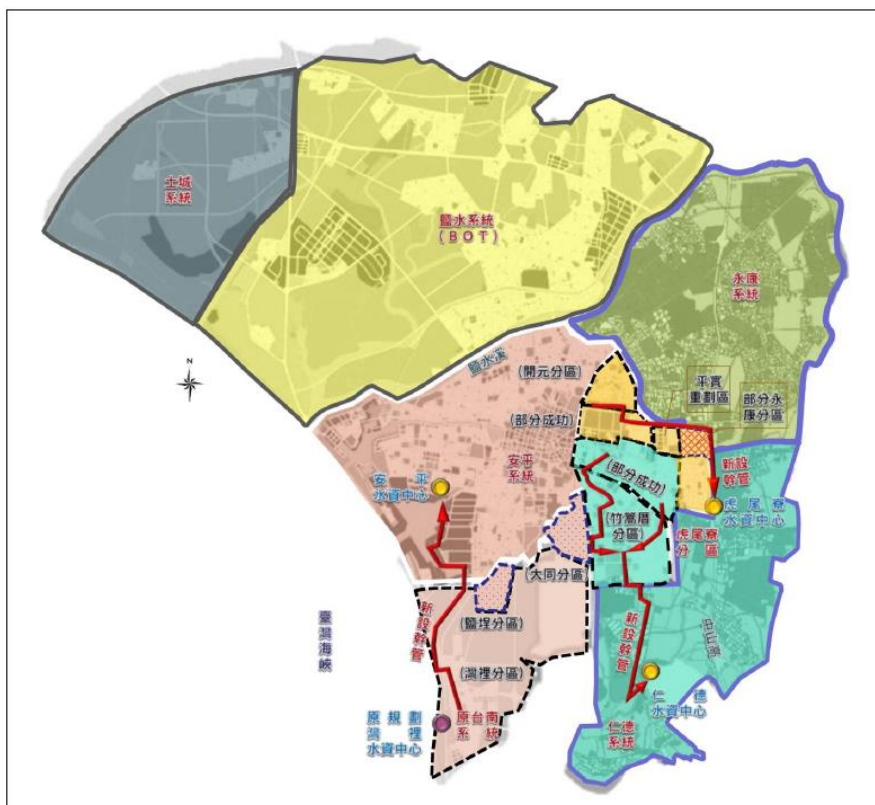 土城
系統
鹽水系統
(BOT)
永康
系統
N
鹽水溪
(開元分區)
平實
重劃區
部分永
康分區
(部分成功)
安平
系統
(部分成功)
新設
幹管
安平
水資中心
虎尾寮
水資中心
(竹篙厝
分區)
虎尾寮
分區
(大同分區)
新設幹管
(鹽埕分區)
新設幹管
中山高
臺灣海峽
(灣裡分區)
仁德
水資中心
原規劃
灣裡
水資中心
原台南
系統
仁德
系統